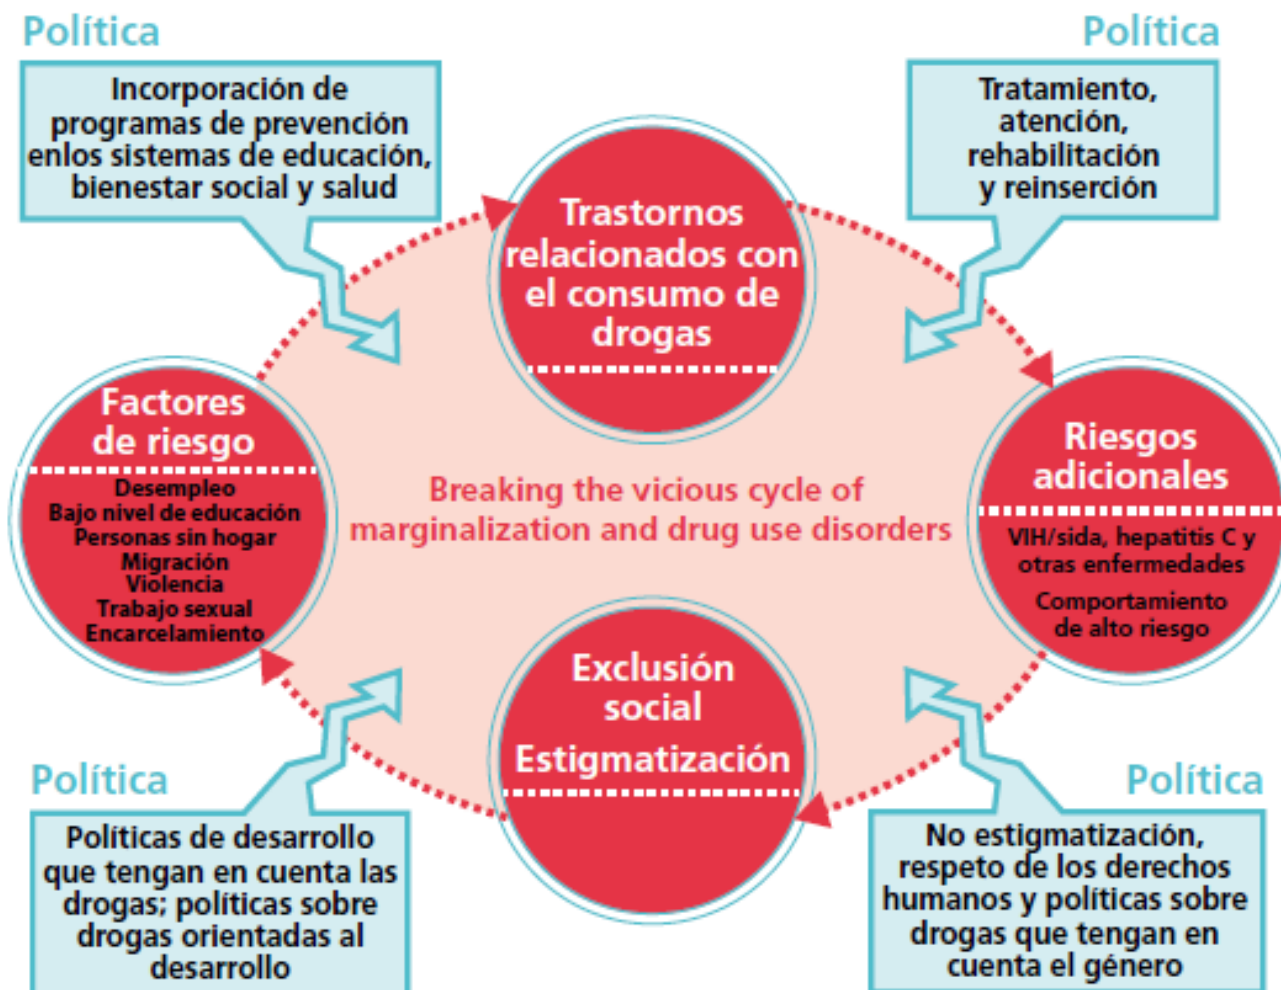 Política
Incorporación de
programas de prevención
enlos sistemas de educación,
bienestar social y salud
Política
Tratamiento,
atención,
rehabilitación
y reinserción
Trastornos
relacionados con
el consumo de
drogas
Factores
de riesgo
Desempleo
Bajo nivel de educación
Personas sin hogar
Migración
Violencia
Trabajo sexual
Encarcelamiento
Breaking the vicious cycle of
marginalization and drug use disorders
Riesgos
adicionales
VIH/sida, hepatitis C y
otras enfermedades
Comportamiento
de alto riesgo
Exclusión
social
Estigmatización
Política
Políticas de desarrollo
que tengan en cuenta las
drogas; políticas sobre
drogas orientadas al
desarrollo
Política
No estigmatización,
respeto de los derechos
humanos y políticas sobre
drogas que tengan en
cuenta el género